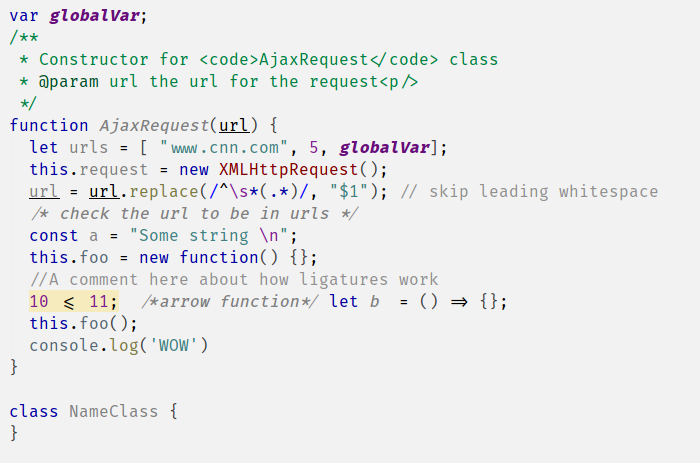 var globalVar;
/**
 * Constructor for <code>AjaxRequest</code> class
 * @param url the url for the request<p/>
 */
function AjaxRequest(url) {
  let urls = [ "www.cnn.com", 5, globalVar];
  this.request = new XMLHttpRequest();
  url = url.replace(/^\s*(.*)/, "$1"); // skip leading whitespace
  /* check the url to be in urls */
  const a = "Some string \n";
  this.foo = new function() {};
  //A comment here about how ligatures work
  10 <= 11;  /*arrow function*/ let b  = () => {};
  this.foo();
  console.log('WOW')
}

class NameClass {
}